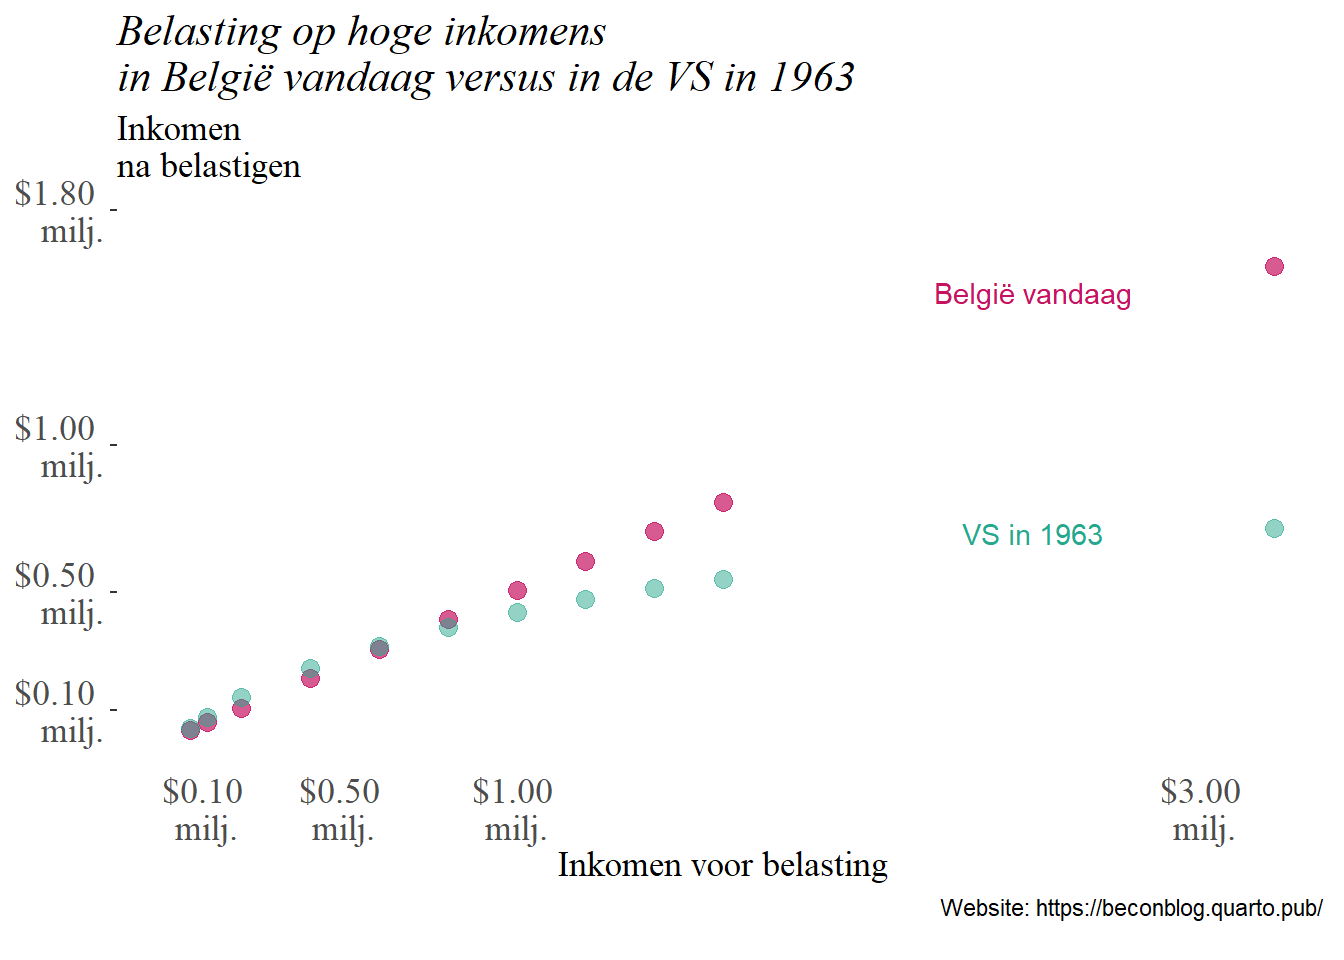 Belasting op hoge inkomens
in België vandaag versus in de VS in 1963
Inkomen
na belastigen
$1.80
milj.
België vandaag
$1.00
milj.
VS in 1963
$0.50
milj.
$0.10
milj.
$0.10
milj.
$0.50
milj.
$1.00
milj.
$3.00
milj.
Inkomen voor belasting
Website: https://beconblog.quarto.pub/